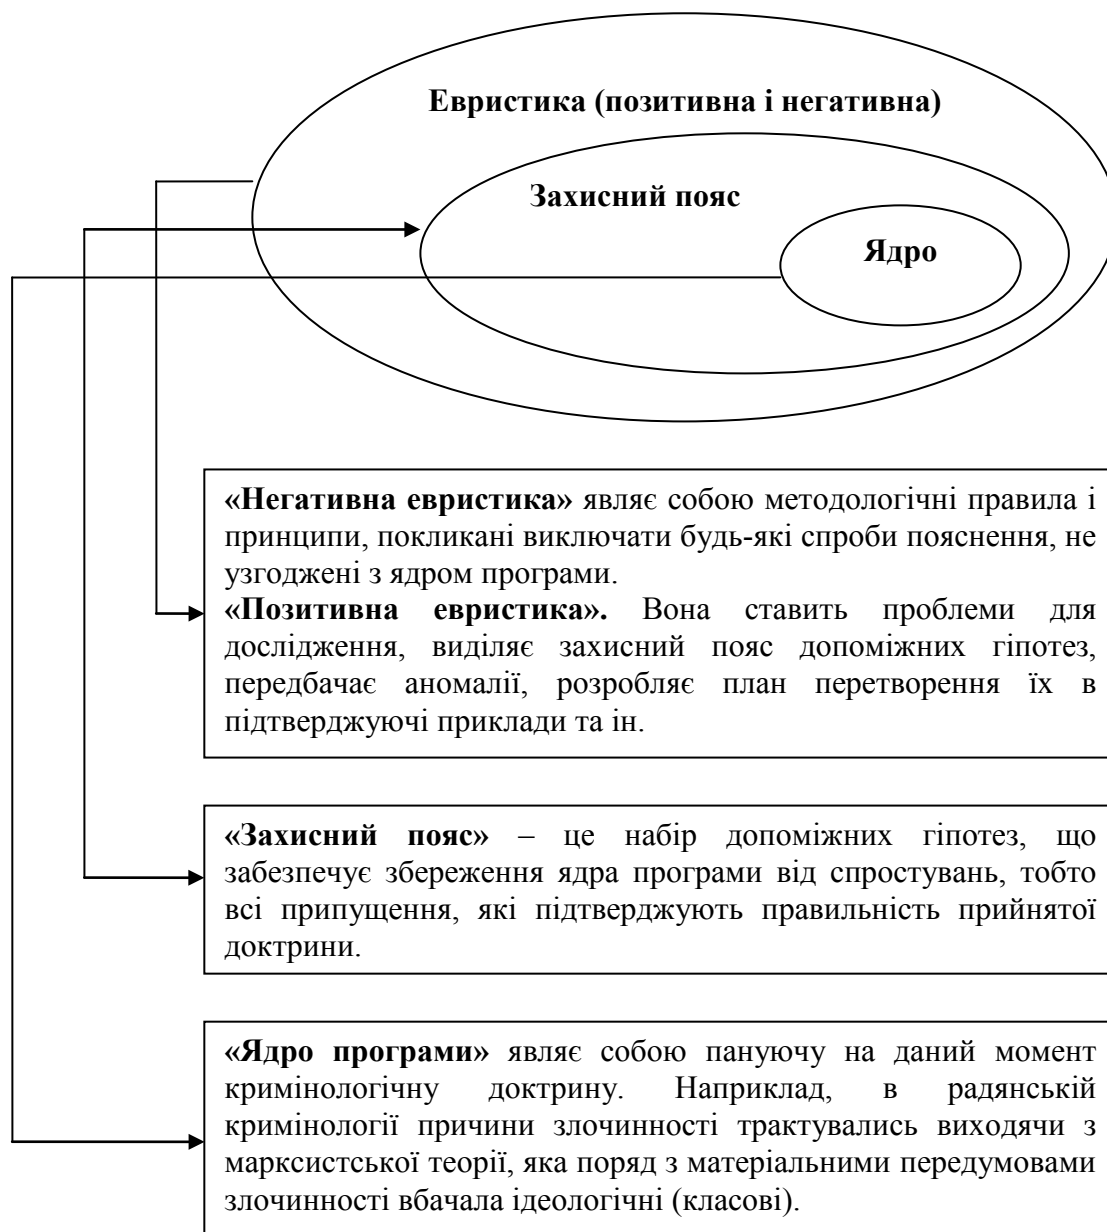 Евристика (позитивна і негативна)
Захисний пояс
Ядро
«Негативна евристика» являє собою методологічні правила і
принципи, покликані виключати будь-які спроби пояснення, не
узгоджені з ядром програми.
«Позитивна евристика». Вона ставить проблеми для
дослідження, виділяє захисний пояс допоміжних гіпотез,
передбачає аномалії, розробляє план перетворення їх в
підтверджуючі приклади та ін.
«Захисний пояс» – це набір допоміжних гіпотез, що
забезпечує збереження ядра програми від спростувань, тобто
всі припущення, які підтверджують правильність прийнятої
доктрини.
«Ядро програми» являє собою пануючу на даний момент
кримінологічну доктрину. Наприклад, в радянській
кримінології причини злочинності трактувались виходячи з
марксистської теорії, яка поряд з матеріальними передумовами
злочинності вбачала ідеологічні (класові).